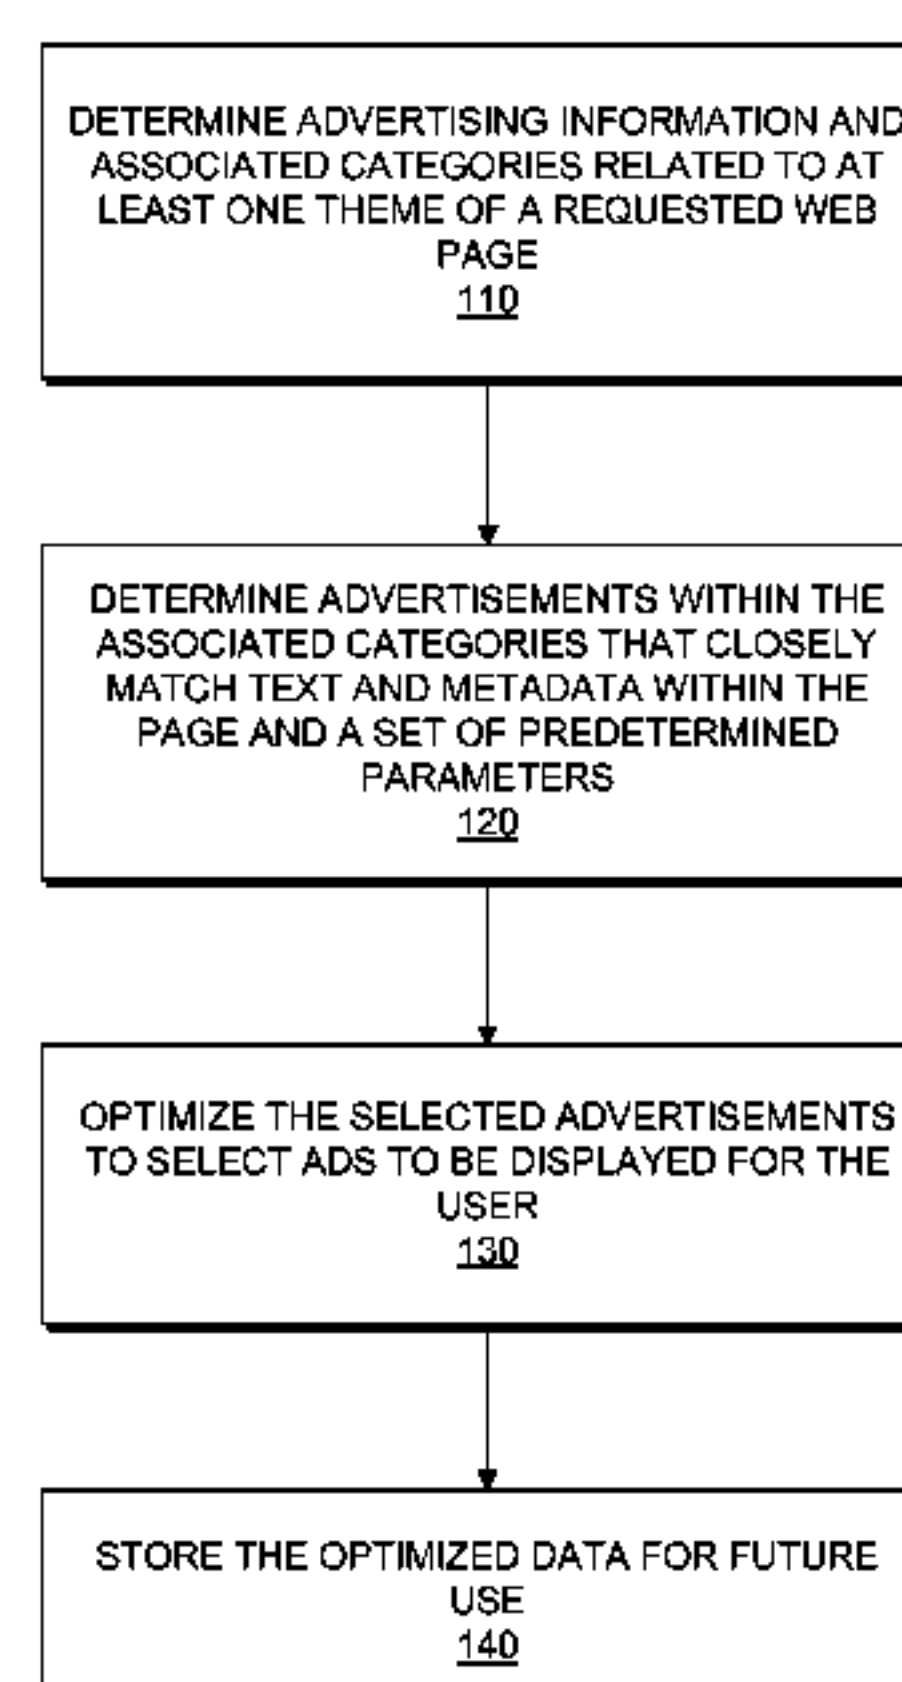 DETERMINE ADVERTISING INFORMATION AND
ASSOCIATED CATEGORIES RELATED TO AT
LEAST ONE THEME OF A REQUESTED WEB
PAGE
110
DETERMINE ADVERTISEMENTS WITHIN THE
ASSOCIATED CATEGORIES THAT CLOSELY
MATCH TEXT AND METADATA WITHIN THE
PAGE AND A SET OF PREDETERMINED
PARAMETERS
120
OPTIMIZE THE SELECTED ADVERTISEMENTS
TO SELECT ADS TO BE DISPLAYED FOR THE
USER
130
STORE THE OPTIMIZED DATA FOR FUTURE
USE
140